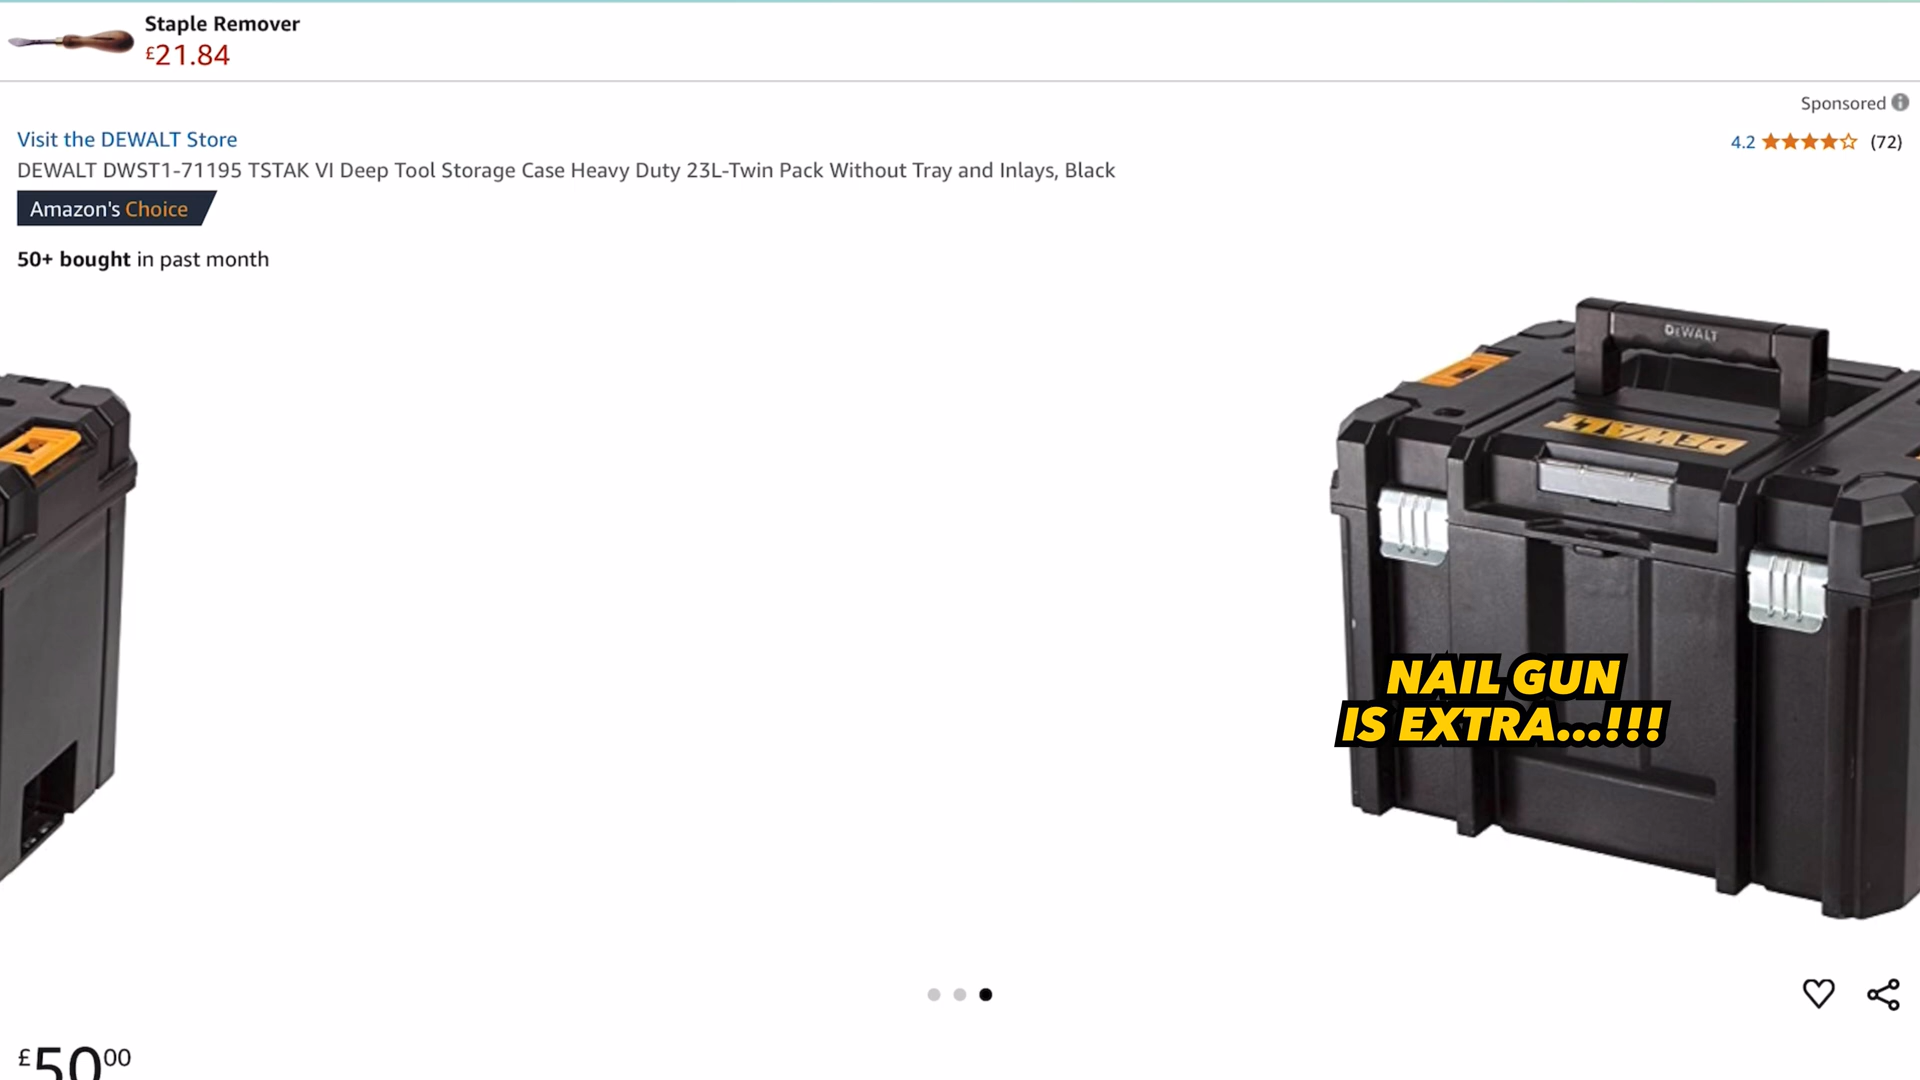 Staple Remover
£21.84
Sponsored
Visit the DEWALT Store
4.2 (72)
DEWALT DWST1-71195 TSTAK VI Deep Tool Storage Case Heavy Duty 23L-Twin Pack Without Tray and Inlays, Black
Amazon's Choice
50+ bought in past month
DEWALT
DEWALT
NAIL GUN
IS EXTRA...!!!
£5000